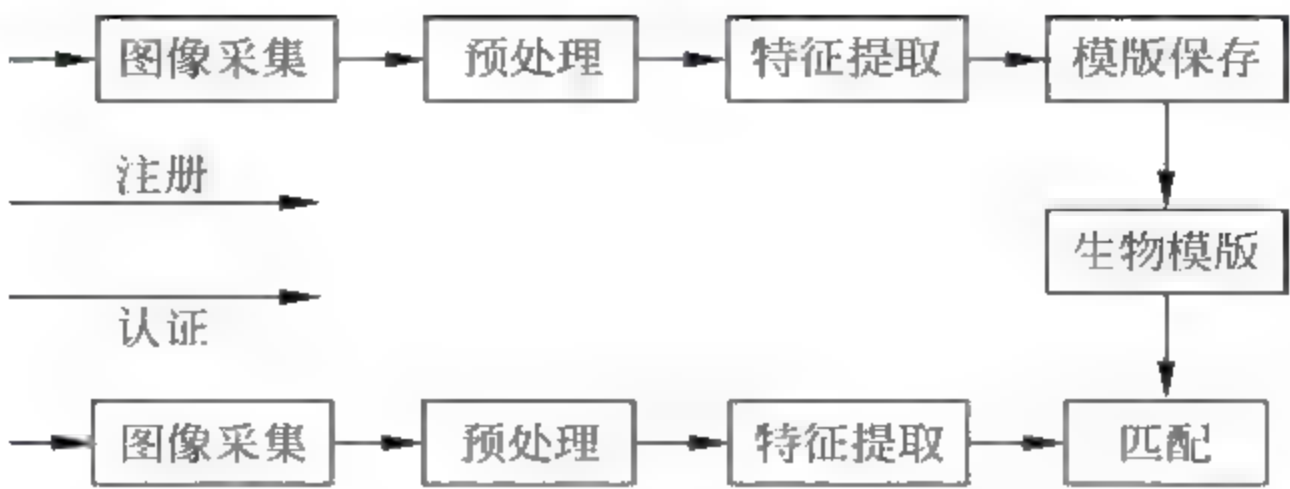 图像采集 预处理 特征提取 模版保存
注册
生物模版
认证
图像采集 预处理 特征提取 匹配